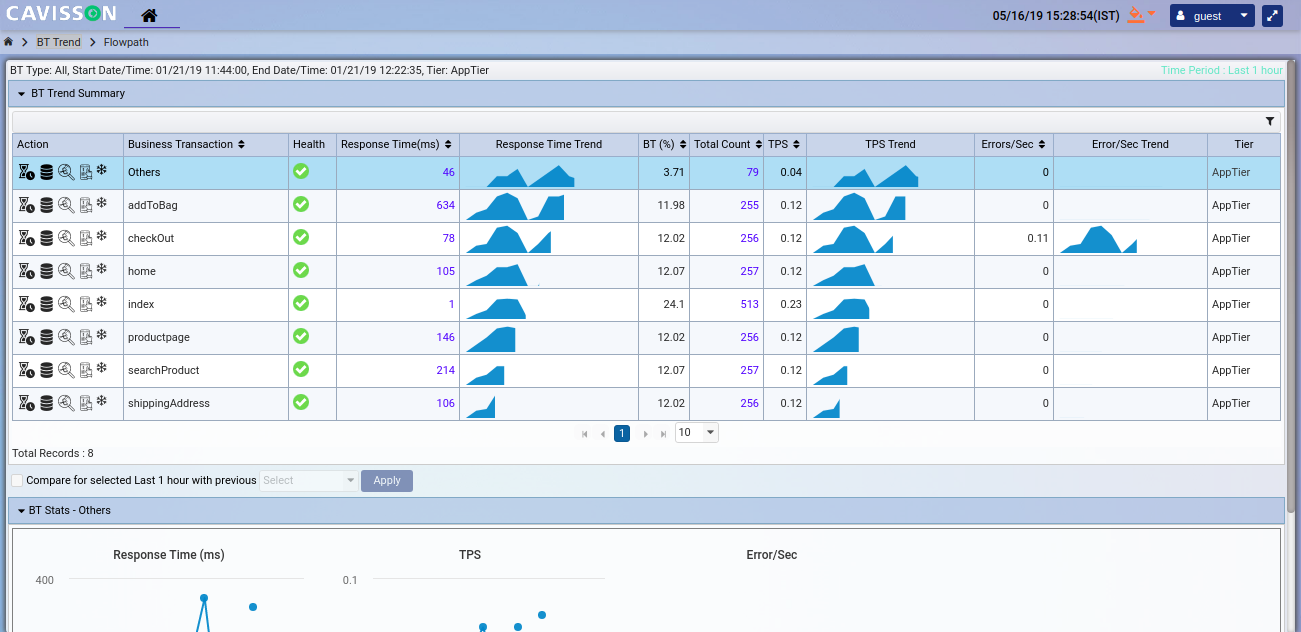 CAVISSON
05/16/19 15:28:54(IST) guest
BT Trend Flowpath
BT Type: All, Start Date/Time: 01/21/19 11:44:00, End Date/Time: 01/21/19 12:22:35, Tier: AppTier
Time Period : Last 1 hour
BT Trend Summary
Action Business Transaction Health Response Time(ms) Response Time Trend BT (%) Total Count TPS TPS Trend Errors/Sec Error/Sec Trend Tier
Others 46 3.71 79 0.04 0 AppTier
addToBag 634 11.98 255 0.12 0 AppTier
checkOut 78 12.02 256 0.12 0.11 AppTier
home 105 12.07 257 0.12 0 AppTier
index 1 24.1 513 0.23 0 AppTier
productpage 146 12.02 256 0.12 0 AppTier
searchProduct 214 12.07 257 0.12 0 AppTier
shippingAddress 106 12.02 256 0.12 0 AppTier
1 10
Total Records : 8
Compare for selected Last 1 hour with previous Select Apply
BT Stats - Others
Response Time (ms) TPS Error/Sec
400 0.1